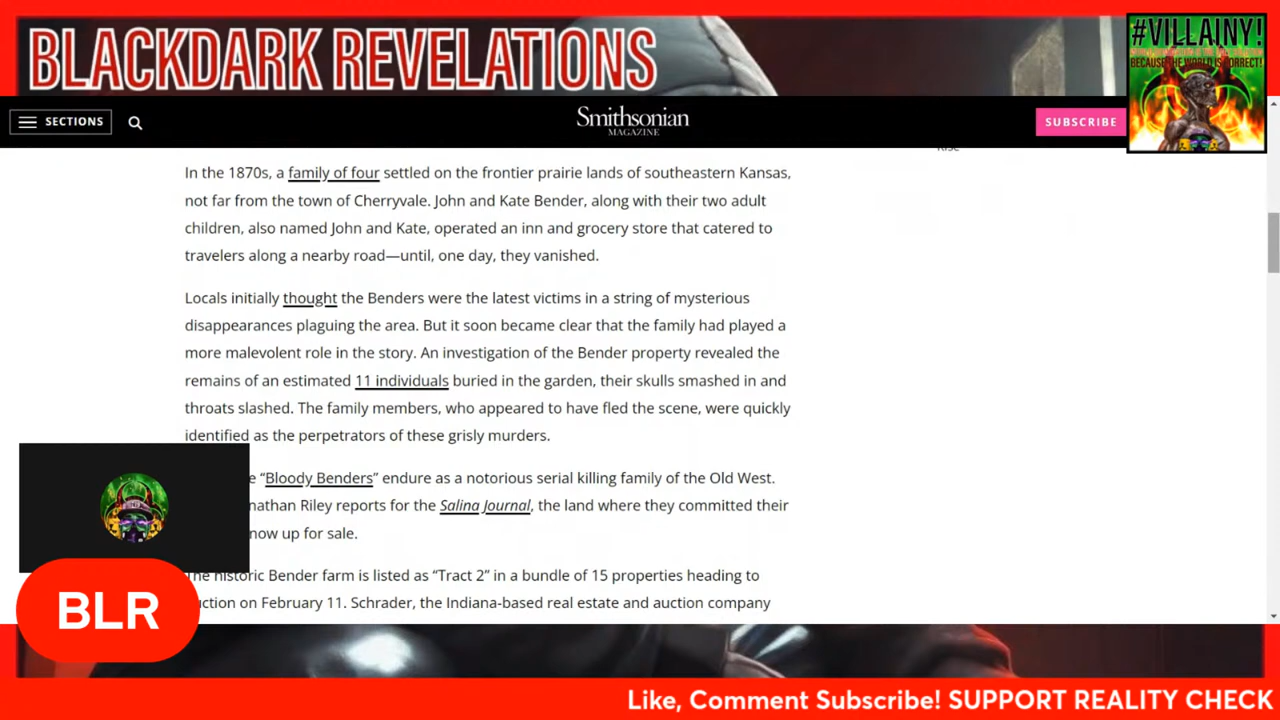 BLACKDARK REVELATIONS
#VILLAINY!
BECAUSE THE WORLD IS CORRECT!
SECTIONS
Smithsonian
MAGAZINE
SUBSCRIBE
In the 1870s, a family of four settled on the frontier prairie lands of southeastern Kansas,
not far from the town of Cherryvale. John and Kate Bender, along with their two adult
children, also named John and Kate, operated an inn and grocery store that catered to
travelers along a nearby road—until, one day, they vanished.
Locals initially thought the Benders were the latest victims in a string of mysterious
disappearances plaguing the area. But it soon became clear that the family had played a
more malevolent role in the story. An investigation of the Bender property revealed the
remains of an estimated 11 individuals buried in the garden, their skulls smashed in and
throats slashed. The family members, who appeared to have fled the scene, were quickly
identified as the perpetrators of these grisly murders.
e “Bloody Benders” endure as a notorious serial killing family of the Old West.
nathan Riley reports for the Salina Journal, the land where they committed their
now up for sale.
The historic Bender farm is listed as “Tract 2” in a bundle of 15 properties heading to
uction on February 11. Schrader, the Indiana-based real estate and auction company
BLR
Like, Comment Subscribe! SUPPORT REALITY CHECK